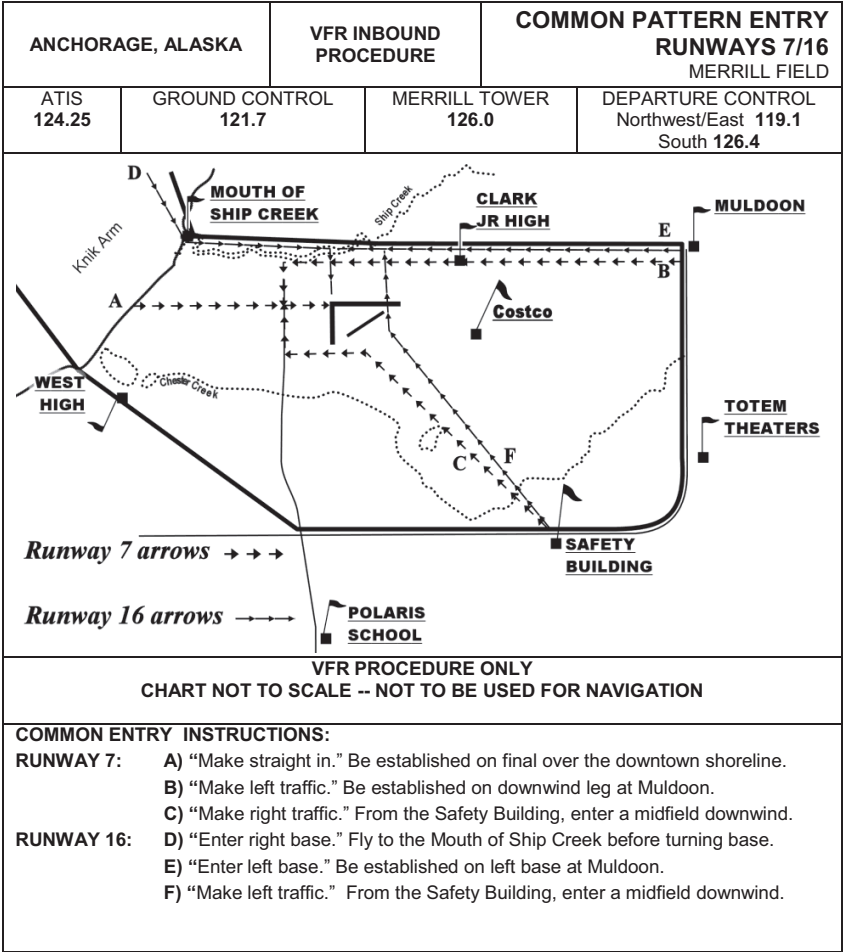 ANCHORAGE, ALASKA
VFR INBOUND
PROCEDURE
COMMON PATTERN ENTRY
RUNWAYS 7/16
MERRILL FIELD
ATIS
124.25
GROUND CONTROL
121.7
MERRILL TOWER
126.0
DEPARTURE CONTROL
Northwest/East 119.1
South 126.4
D
MOUTH OF
SHIP CREEK
Ship Creek
CLARK
JR HIGH
MULDOON
E
Knik Arm
B
A
Costco
WEST
HIGH
Chester Creek
TOTEM
THEATERS
C
F
Runway 7 arrows
SAFETY
BUILDING
Runway 16 arrows
POLARIS
SCHOOL
VFR PROCEDURE ONLY
CHART NOT TO SCALE -- NOT TO BE USED FOR NAVIGATION
COMMON ENTRY INSTRUCTIONS:
RUNWAY 7: A) “Make straight in.” Be established on final over the downtown shoreline.
B) “Make left traffic.” Be established on downwind leg at Muldoon.
C) “Make right traffic.” From the Safety Building, enter a midfield downwind.
RUNWAY 16: D) “Enter right base.” Fly to the Mouth of Ship Creek before turning base.
E) “Enter left base.” Be established on left base at Muldoon.
F) “Make left traffic.” From the Safety Building, enter a midfield downwind.